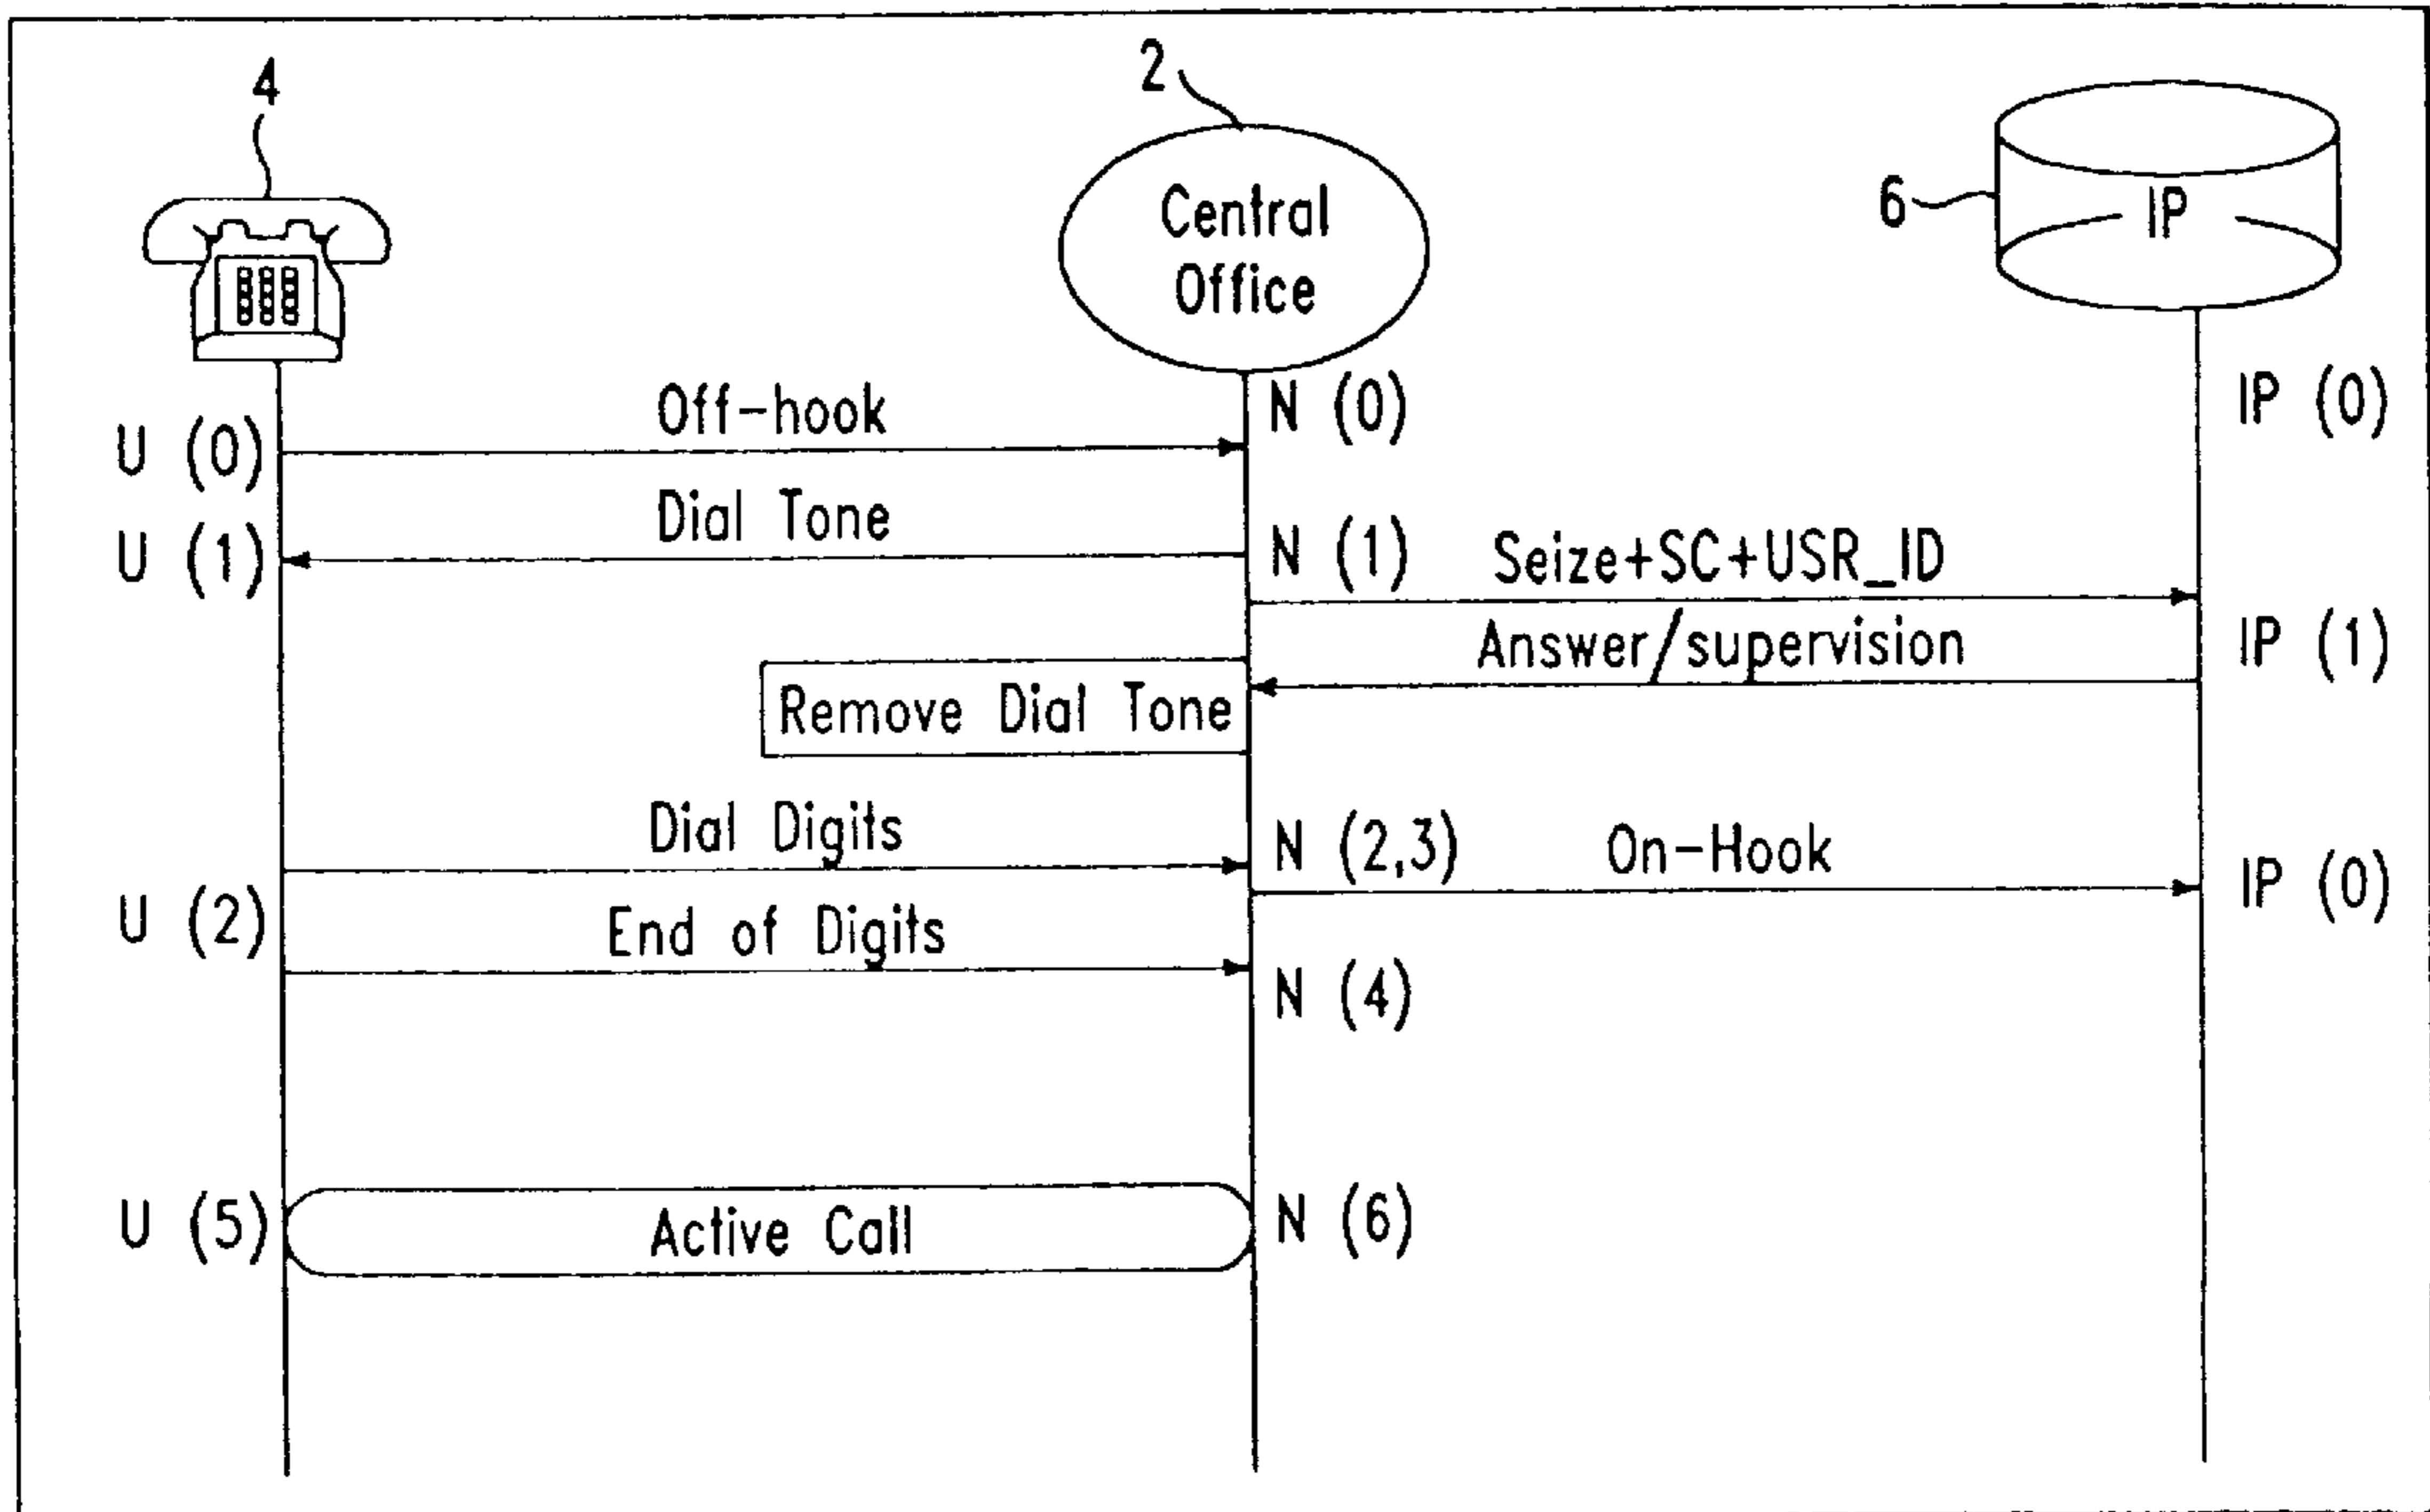 4
2
Central
Office
6
IP
Off-hook
N (0)
IP (0)
U (0)
Dial Tone
U (1)
N (1)
Seize+SC+USR_ID
Answer/supervision
IP (1)
Remove Dial Tone
Dial Digits
N (2,3)
On-Hook
IP (0)
U (2)
End of Digits
N (4)
U (5)
Active Call
N (6)